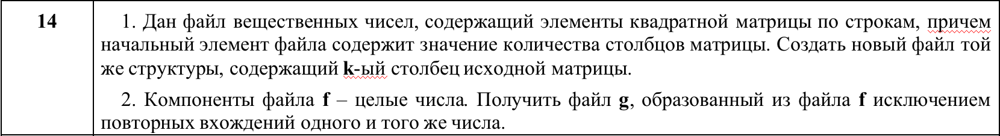 14
1. Дан файл вещественных чисел, содержащий элементы квадратной матрицы по строкам, причем
начальный элемент файла содержит значение количества столбцов матрицы. Создать новый файл той
же структуры, содержащий k-ый столбец исходной матрицы.
2. Компоненты файла f – целые числа. Получить файл g, образованный из файла f исключением
повторных вхождений одного и того же числа.